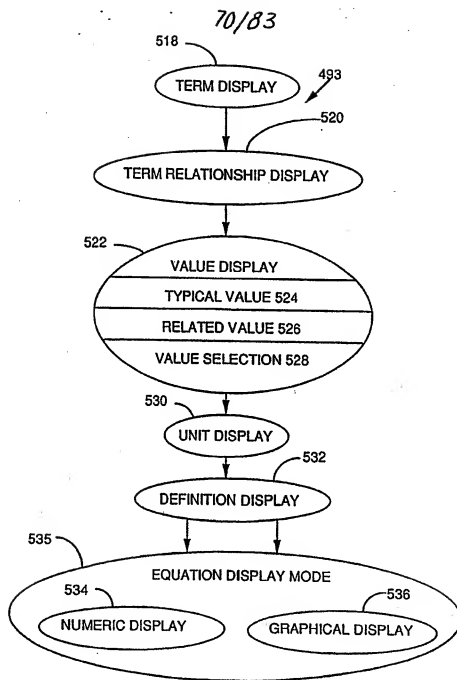 70/83
518
TERM DISPLAY
493
520
TERM RELATIONSHIP DISPLAY
522
VALUE DISPLAY
TYPICAL VALUE 524
RELATED VALUE 526
VALUE SELECTION 528
530
UNIT DISPLAY
532
DEFINITION DISPLAY
535
EQUATION DISPLAY MODE
534
536
NUMERIC DISPLAY
GRAPHICAL DISPLAY